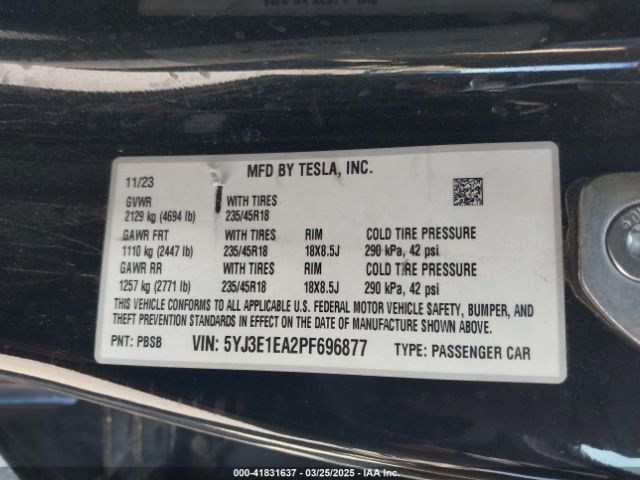 MFD BY TESLA, INC.
11/23
GVWR WITH TIRES
2129 kg (4694 lb) 235/45R18
GAWR FRT WITH TIRES RIM COLD TIRE PRESSURE
1110 kg (2447 lb) 235/45R18 18X8.5J 290 kPa, 42 psi
GAWR RR WITH TIRES RIM COLD TIRE PRESSURE
1257 kg (2771 lb) 235/45R18 18X8.5J 290 kPa, 42 psi
THIS VEHICLE CONFORMS TO ALL APPLICABLE U.S. FEDERAL MOTOR VEHICLE SAFETY, BUMPER, AND
THEFT PREVENTION STANDARDS IN EFFECT ON THE DATE OF MANUFACTURE SHOWN ABOVE.
PNT: PBSB VIN: 5YJ3E1EA2PF696877 TYPE: PASSENGER CAR
000-41831637 - 03/25/2025 - IAA Inc.